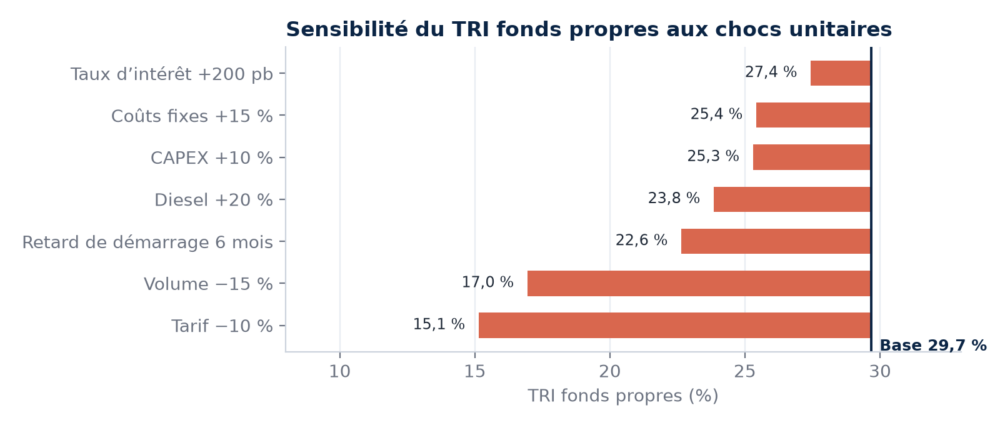 Sensibilité du TRI fonds propres aux chocs unitaires
Taux d’intérêt +200 pb
27,4 %
Coûts fixes +15 %
25,4 %
CAPEX +10 %
25,3 %
Diesel +20 %
23,8 %
Retard de démarrage 6 mois
22,6 %
Volume −15 %
17,0 %
Tarif −10 %
15,1 %
Base 29,7 %
10 15 20 25 30
TRI fonds propres (%)